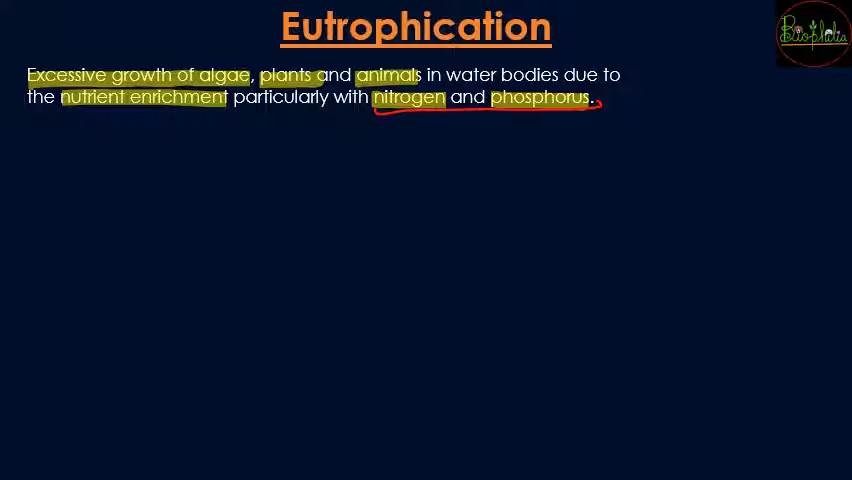 Eutrophication
Biophilia
Excessive growth of algae, plants and animals in water bodies due to
the nutrient enrichment particularly with nitrogen and phosphorus.